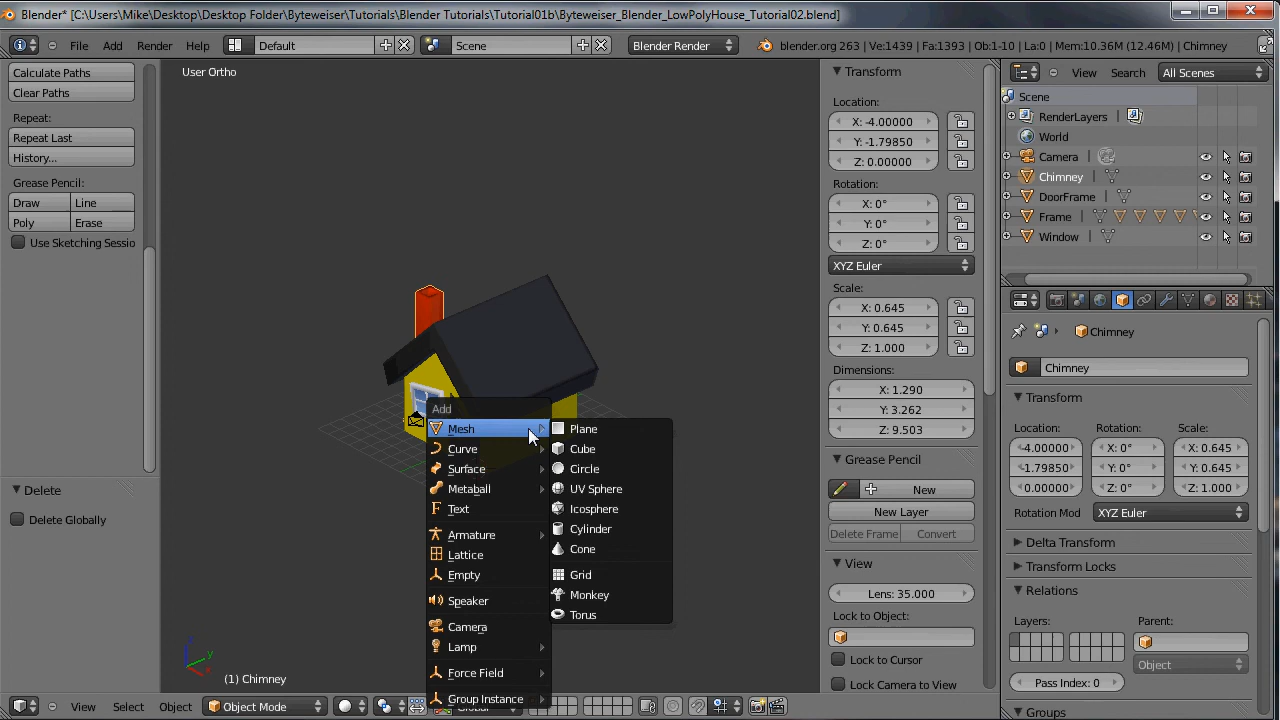 Blender* [C:\Users\Mike\Desktop\Desktop Folder\Byteweiser\Tutorials\Blender Tutorials\Tutorial01b\Byteweiser_Blender_LowPolyHouse_Tutorial02.blend]
File Add Render Help Default Scene Blender Render blender.org 263 | Ve:1439 | Fa:1393 | Ob:1-10 | La:0 | Mem:10.36M (12.46M) | Chimney
Calculate Paths
Clear Paths
Repeat:
Repeat Last
History...
Grease Pencil:
Draw Line
Poly Erase
Use Sketching Sessio
Delete
Delete Globally
User Ortho
Add
Mesh
Curve
Surface
Metaball
Text
Armature
Lattice
Empty
Speaker
Camera
Lamp
Force Field
Group Instance
Plane
Cube
Circle
UV Sphere
Icosphere
Cylinder
Cone
Grid
Monkey
Torus
(1) Chimney
View Select Object Object Mode
Transform
Location:
X: -4.00000
Y: -1.79850
Z: 0.00000
Rotation:
X: 0°
Y: 0°
Z: 0°
XYZ Euler
Scale:
X: 0.645
Y: 0.645
Z: 1.000
Dimensions:
X: 1.290
Y: 3.262
Z: 9.503
Grease Pencil
New
New Layer
Delete Frame Convert
View
Lens: 35.000
Lock to Object:
Lock to Cursor
Lock Camera to View
View Search All Scenes
Scene
RenderLayers
World
Camera
Chimney
DoorFrame
Frame
Window
Chimney
Chimney
Transform
Location: Rotation: Scale:
-4.00000 X: 0° X: 0.645
-1.79850 Y: 0° Y: 0.645
0.00000 Z: 0° Z: 1.000
Rotation Mod XYZ Euler
Delta Transform
Transform Locks
Relations
Layers: Parent:
Object
Pass Index: 0
Groups